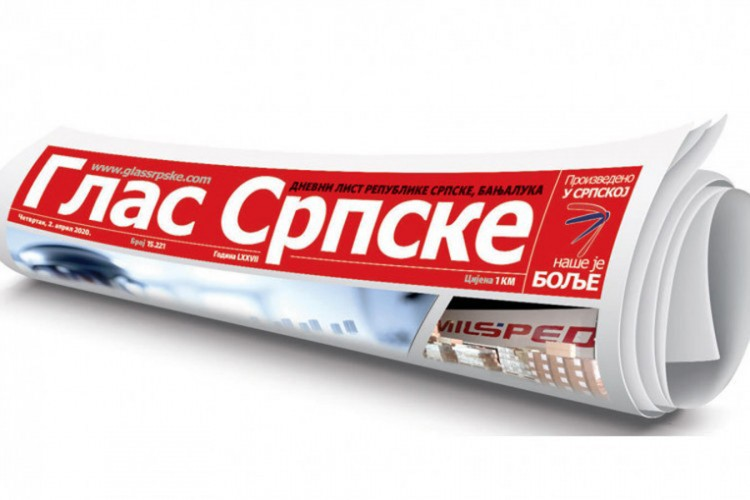 www.glassrpske.com
Глас Српске
ДНЕВНИ ЛИСТ РЕПУБЛИКЕ СРПСКЕ, БАЊАЛУКА
Четвртак, 2. април 2020.
Број 15.221
Година LXXVII
Цијена 1 КМ
Произведено
У СРПСКОЈ
наше је
БОЉЕ
MILŠPED